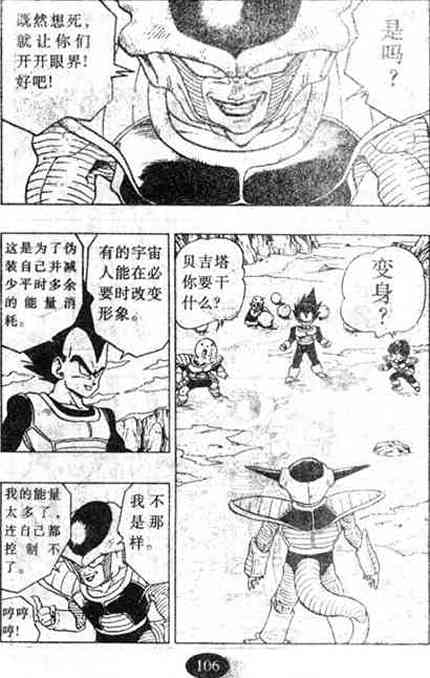 是吗？
既然想死，
就让你们
开开眼界！
好吧！
变身？
贝吉塔
你要干
什么？
有的宇宙
人能在必
要时改变
形象。
这是为了伪
装自己并减
少平时多余
的能量消
耗。
我不
是那
样。
我的能量
太多了，
连自己都
控制不
了。
哼哼
哼！
106